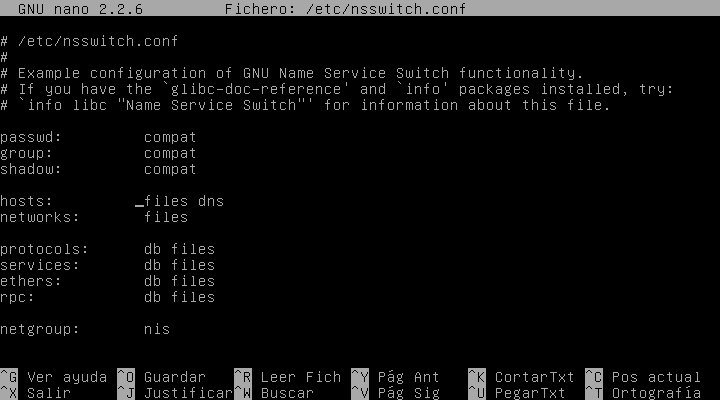 GNU nano 2.2.6 Fichero: /etc/nsswitch.conf
# /etc/nsswitch.conf
#
# Example configuration of GNU Name Service Switch functionality.
# If you have the `glibc-doc-reference' and `info' packages installed, try:
# `info libc "Name Service Switch"' for information about this file.
passwd: compat
group: compat
shadow: compat
hosts: files dns
networks: files
protocols: db files
services: db files
ethers: db files
rpc: db files
netgroup: nis
^G Ver ayuda ^O Guardar ^R Leer Fich ^Y Pág Ant ^K CortarTxt ^C Pos actual
^X Salir ^J Justificar ^W Buscar ^V Pág Sig ^U PegarTxt ^T Ortografía